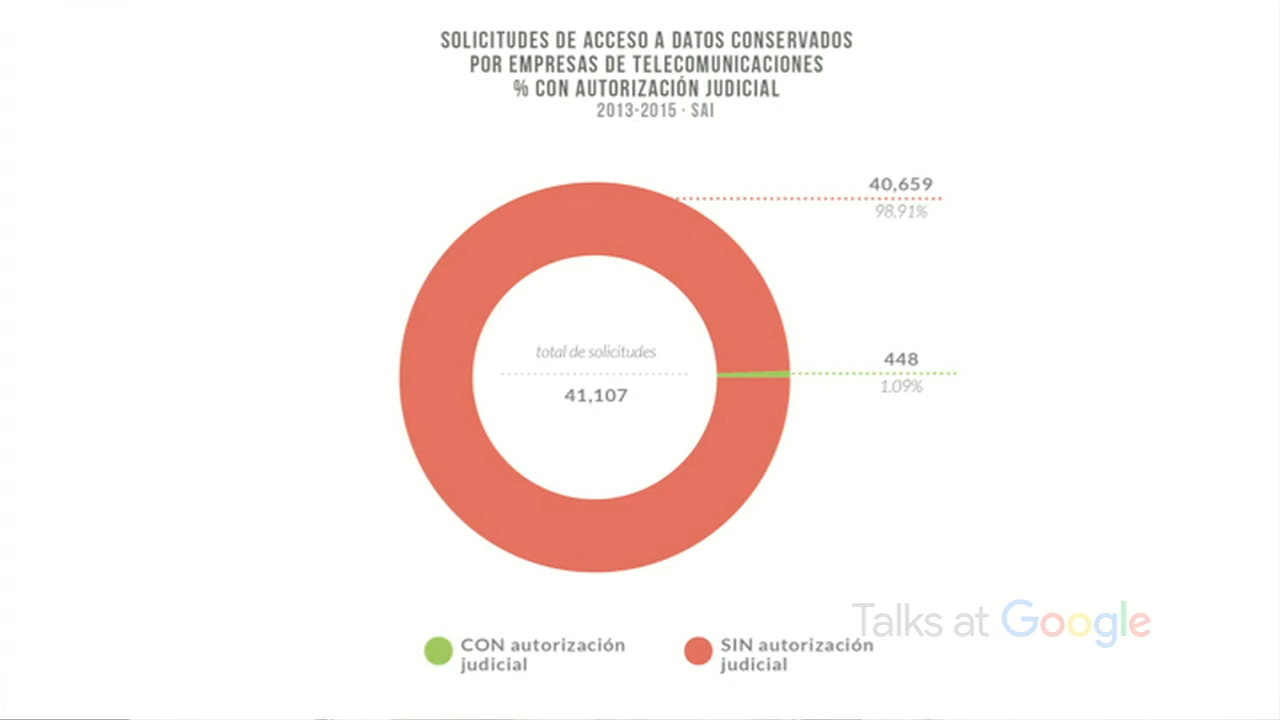 SOLICITUDES DE ACCESO A DATOS CONSERVADOS
POR EMPRESAS DE TELECOMUNICACIONES
% CON AUTORIZACIÓN JUDICIAL
2013-2015 · SAI
40,659
98.91%
total de solicitudes
41,107
448
1.09%
Talks at Google
CON autorización
judicial
SIN autorización
judicial